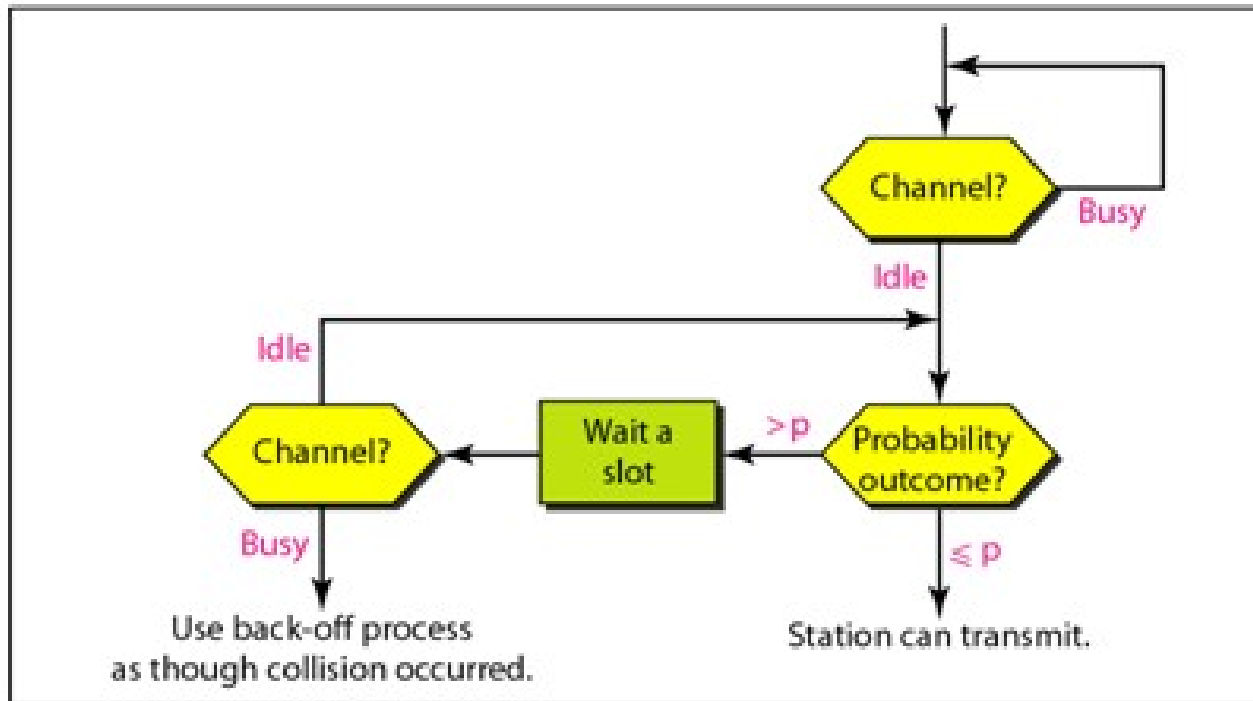 Channel?
Busy
Idle
Idle
Channel?
Wait a
slot
>p
Probability
outcome?
Busy
⩽ p
Use back-off process
as though collision occurred.
Station can transmit.